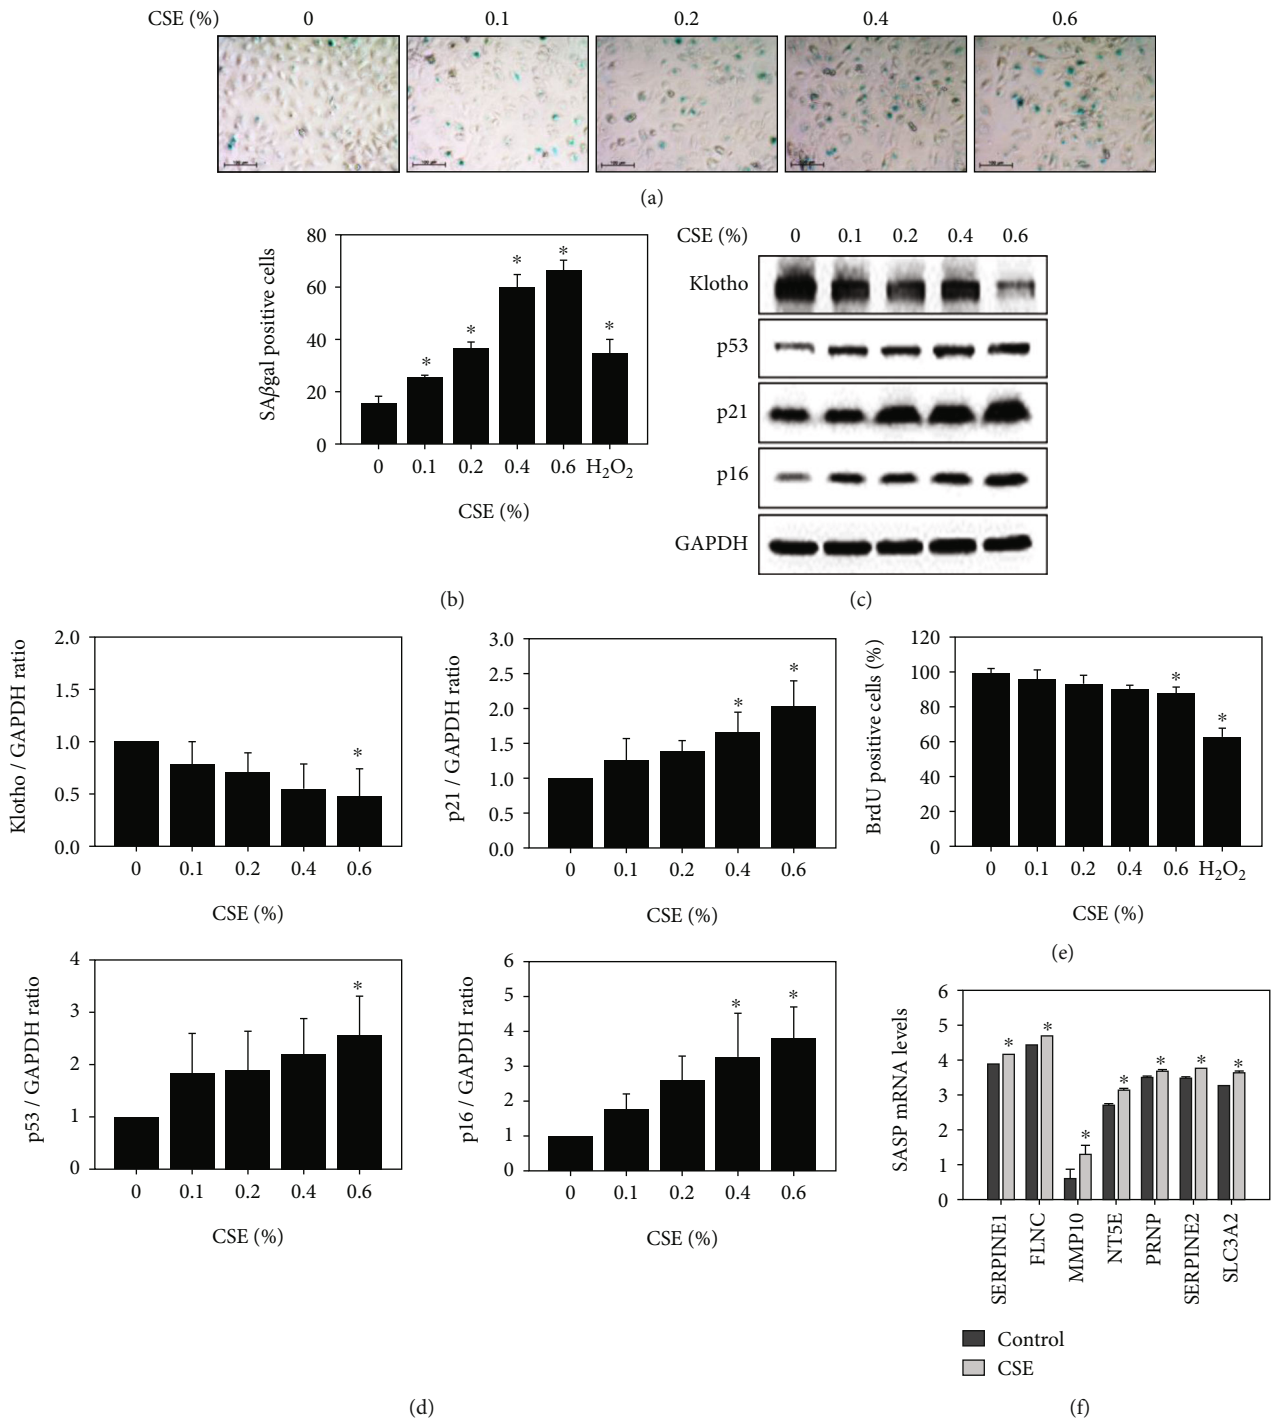 CSE (%) 0 0.1 0.2 0.4 0.6
(a)
80
60
40
20
0
SAβgal positive cells
* * * * *
0 0.1 0.2 0.4 0.6 H₂O₂
CSE (%)
(b)
CSE (%) 0 0.1 0.2 0.4 0.6
Klotho
p53
p21
p16
GAPDH
(c)
2.0
1.5
1.0
0.5
0.0
Klotho / GAPDH ratio
*
0 0.1 0.2 0.4 0.6
CSE (%)
3.0
2.5
2.0
1.5
1.0
0.5
0.0
p21 / GAPDH ratio
* *
0 0.1 0.2 0.4 0.6
CSE (%)
120
100
80
60
40
20
0
BrdU positive cells (%)
* *
0 0.1 0.2 0.4 0.6 H₂O₂
CSE (%)
(e)
4
3
2
1
0
p53 / GAPDH ratio
*
0 0.1 0.2 0.4 0.6
CSE (%)
6
5
4
3
2
1
0
p16 / GAPDH ratio
* *
0 0.1 0.2 0.4 0.6
CSE (%)
(d)
6
5
4
3
2
1
0
SASP mRNA levels
* * * * * * *
SERPINE1
FLNC
MMP10
NT5E
PRNP
SERPINE2
SLC3A2
Control
CSE
(f)